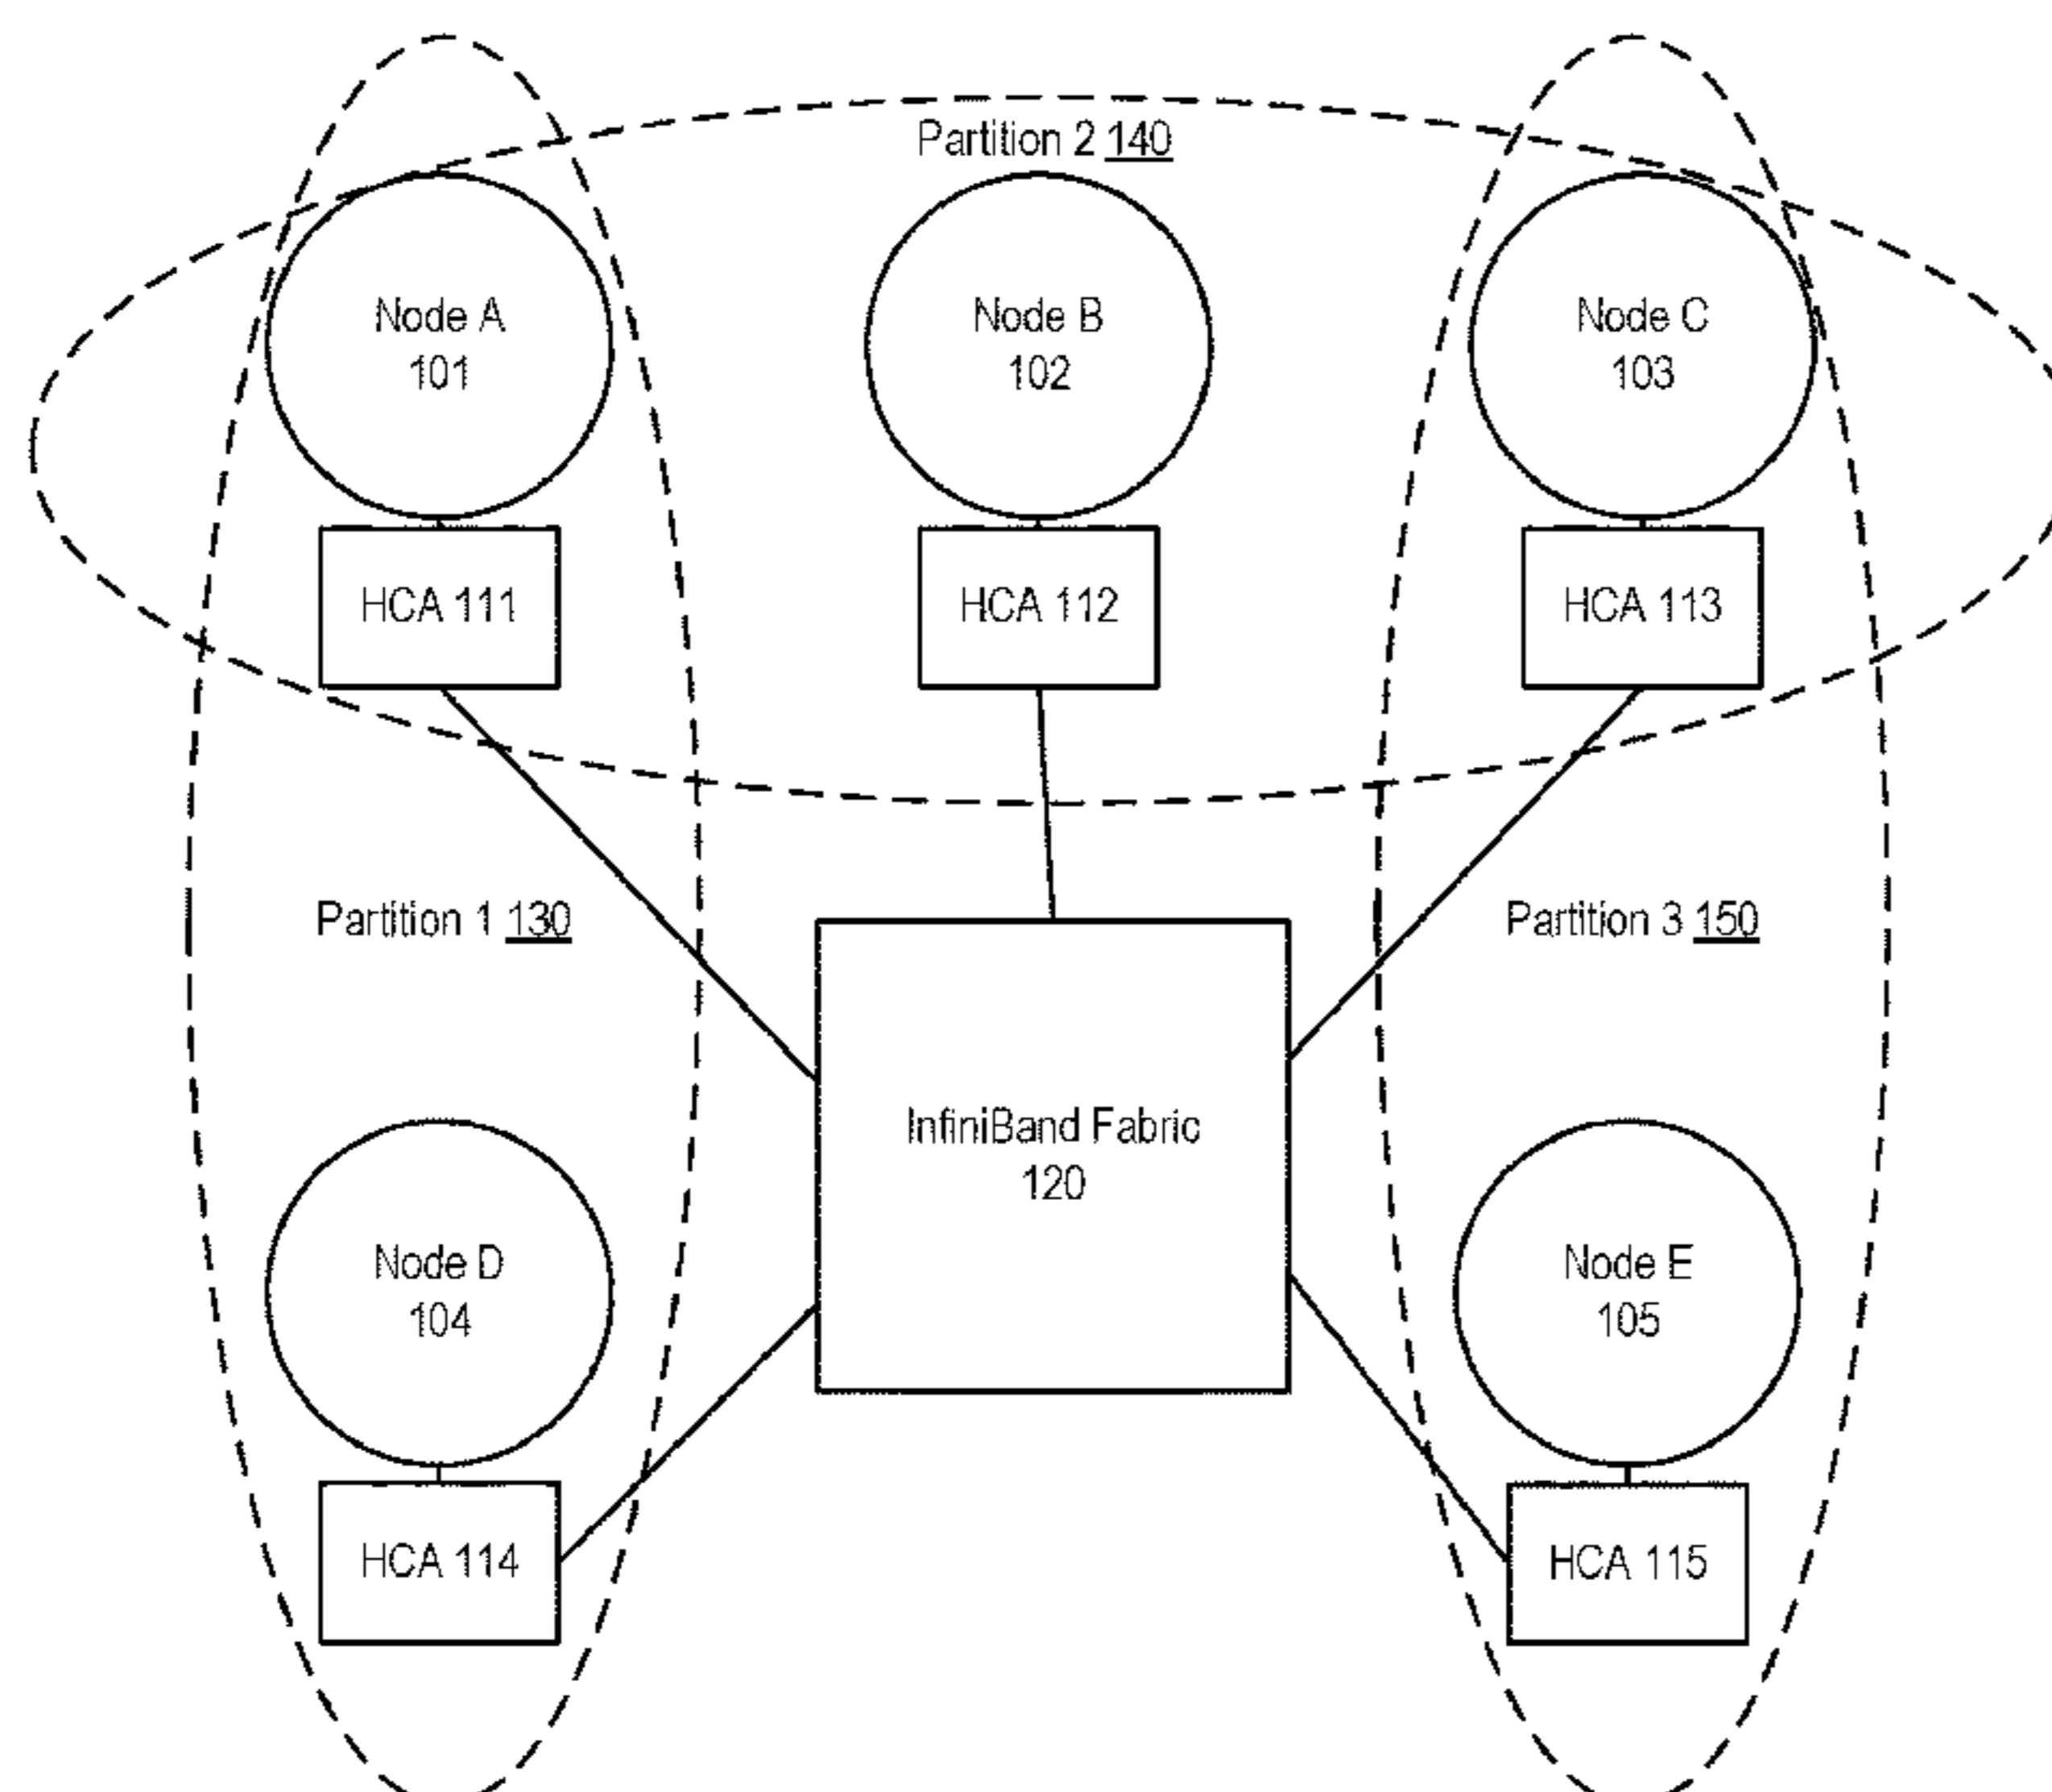 Partition 2 140
Node A
101
Node B
102
Node C
103
HCA 111
HCA 112
HCA 113
Partition 1 130
Partition 3 150
InfiniBand Fabric
120
Node D
104
Node E
105
HCA 114
HCA 115